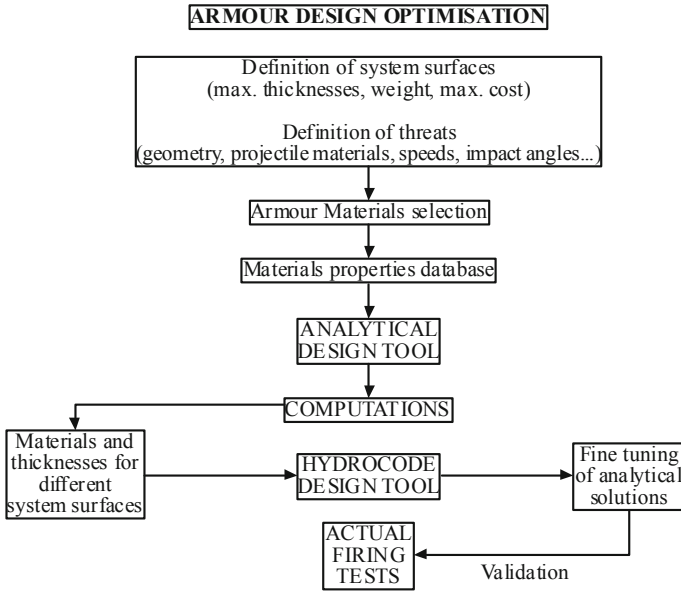 ARMOUR DESIGN OPTIMISATION
Definition of system surfaces
(max. thicknesses, weight, max. cost)
Definition of threats
(geometry, projectile materials, speeds, impact angles...)
Armour Materials selection
Materials properties database
ANALYTICAL
DESIGN TOOL
COMPUTATIONS
Materials and
thicknesses for
different
system surfaces
HYDROCODE
DESIGN TOOL
Fine tuning
of analytical
solutions
ACTUAL
FIRING
TESTS
Validation